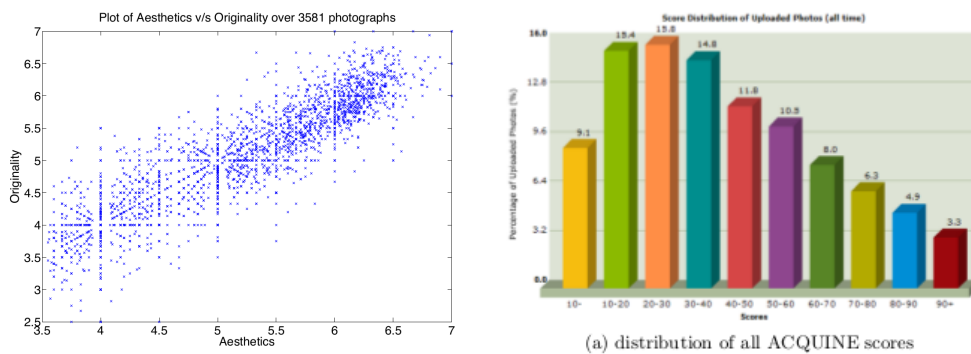 Plot of Aesthetics v/s Originality over 3581 photographs
7
6.5
6
5.5
5
4.5
4
3.5
3
2.5
Originality
3.5 4 4.5 5 5.5 6 6.5 7
Aesthetics
Score Distribution of Uploaded Photos (all time)
16.0
12.8
9.6
6.4
3.2
0.0
Percentage of Uploaded Photos (%)
9.1 15.4 15.8 14.8 11.8 10.5 8.0 6.3 4.9 3.3
10- 10-20 20-30 30-40 40-50 50-60 60-70 70-80 80-90 90=
Scores
(a) distribution of all ACQUINE scores